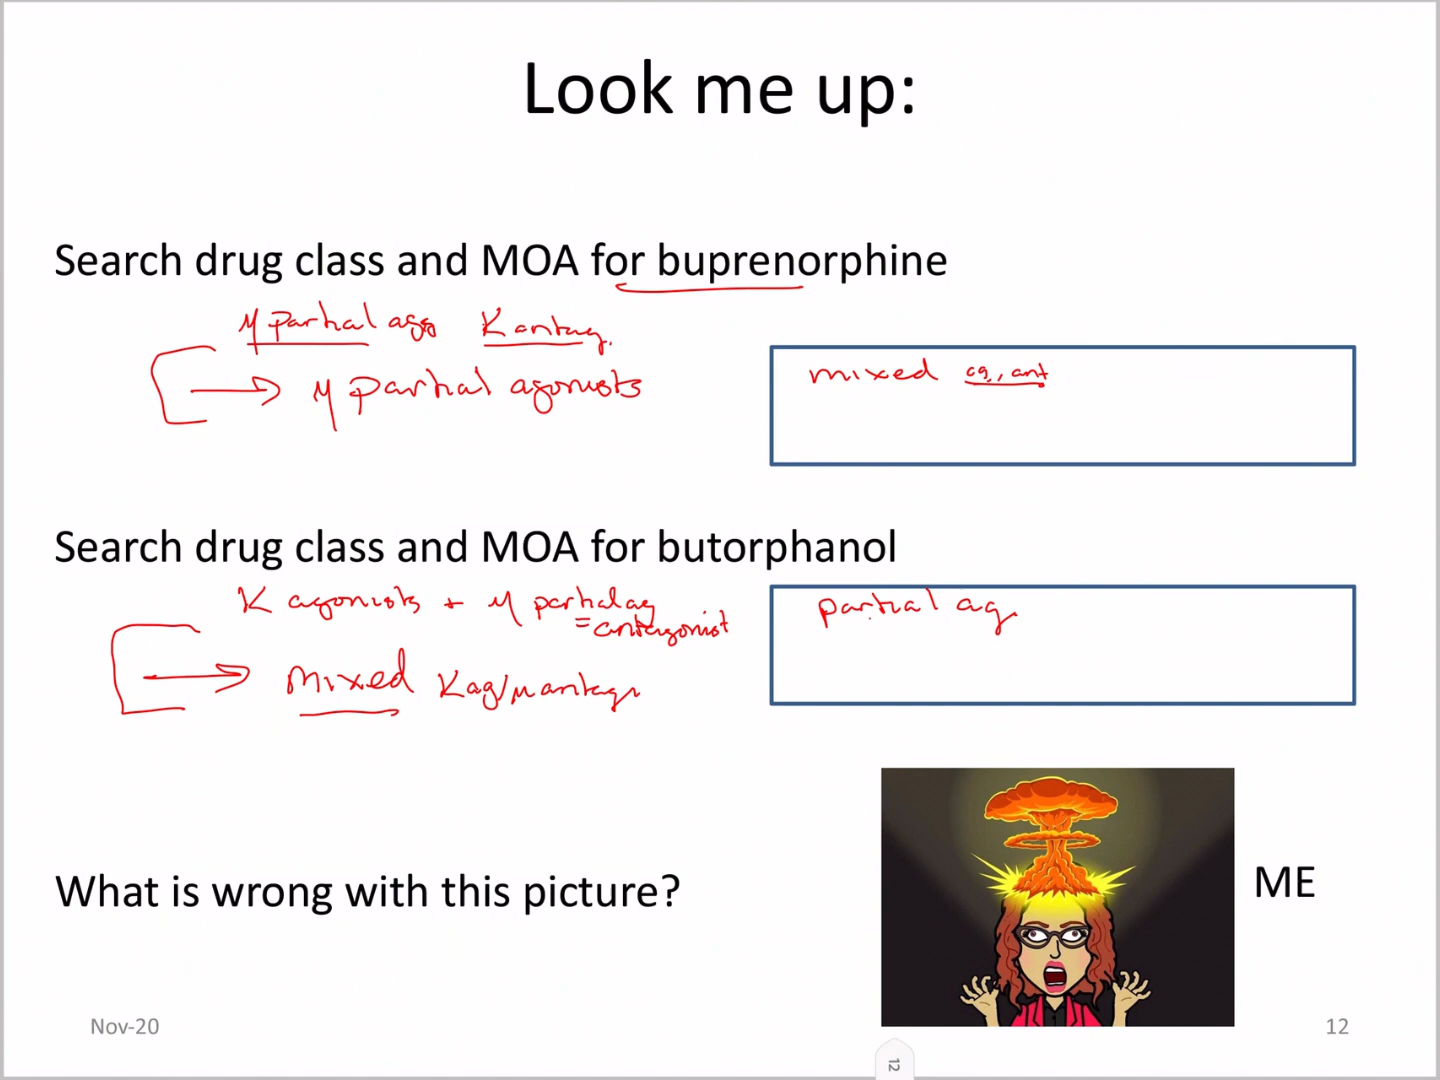 Look me up:
Search drug class and MOA for buprenorphine
μ partial ago K antag.
→ μ partial agonists
mixed ag., ant
Search drug class and MOA for butorphanol
K agonists + μ partial ag
= antagonist
→ mixed K ag/μ antag.
partial ag.
What is wrong with this picture?
ME
Nov-20
12
12